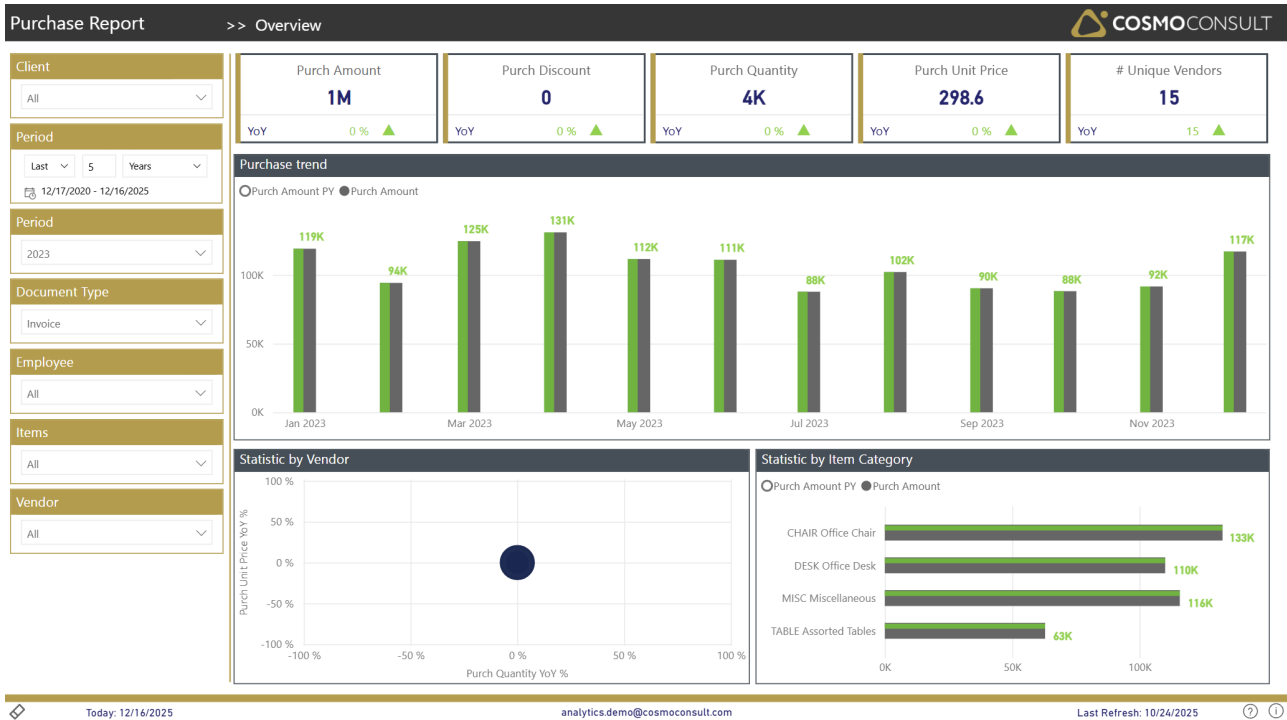 Purchase Report
>> Overview
COSMOCONSULT
Client
All
Period
Last 5 Years
12/17/2020 - 12/16/2025
Period
2023
Document Type
Invoice
Employee
All
Items
All
Vendor
All
Purch Amount
1M
YoY 0 %
Purch Discount
0
YoY 0 %
Purch Quantity
4K
YoY 0 %
Purch Unit Price
298.6
YoY 0 %
# Unique Vendors
15
YoY 15
Purchase trend
Purch Amount PY Purch Amount
119K 94K 125K 131K 112K 111K 88K 102K 90K 88K 92K 117K
100K
50K
0K
Jan 2023 Mar 2023 May 2023 Jul 2023 Sep 2023 Nov 2023
Statistic by Vendor
Purch Unit Price YoY %
100 %
50 %
0 %
-50 %
-100 %
-100 % -50 % 0 % 50 % 100 %
Purch Quantity YoY %
Statistic by Item Category
Purch Amount PY Purch Amount
CHAIR Office Chair 133K
DESK Office Desk 110K
MISC Miscellaneous 116K
TABLE Assorted Tables 63K
0K 50K 100K
Today: 12/16/2025
analytics.demo@cosmoconsult.com
Last Refresh: 10/24/2025